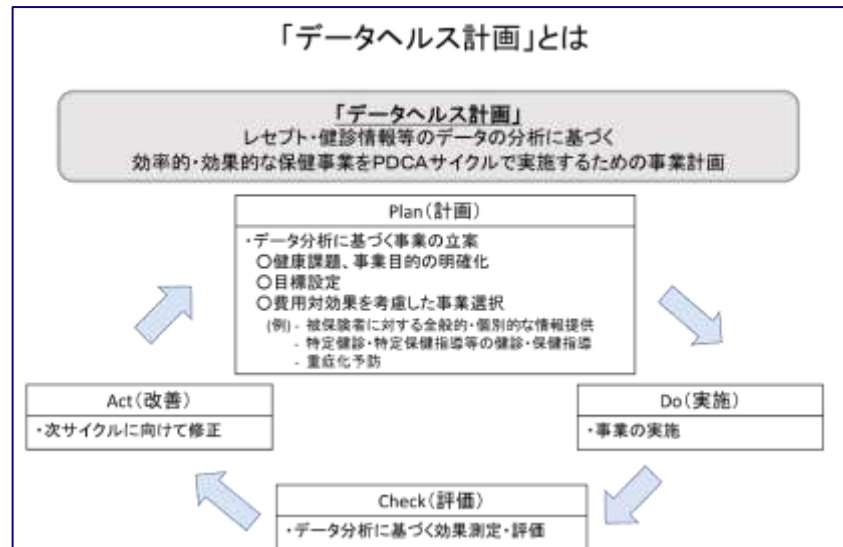 「データヘルス計画」とは
「データヘルス計画」
レセプト・健診情報等のデータの分析に基づく
効率的・効果的な保健事業をPDCAサイクルで実施するための事業計画
Plan(計画)
・データ分析に基づく事業の立案
○健康課題、事業目的の明確化
○目標設定
○費用対効果を考慮した事業選択
(例)- 被保険者に対する全般的・個別的な情報提供
- 特定健診・特定保健指導等の健診・保健指導
- 重症化予防
Act(改善)
・次サイクルに向けて修正
Do(実施)
・事業の実施
Check(評価)
・データ分析に基づく効果測定・評価